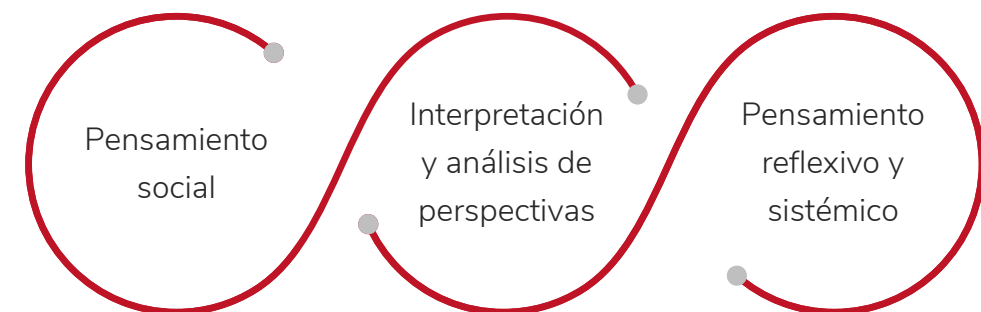 Pensamiento
social
Interpretación
y análisis de
perspectivas
Pensamiento
reflexivo y
sistémico